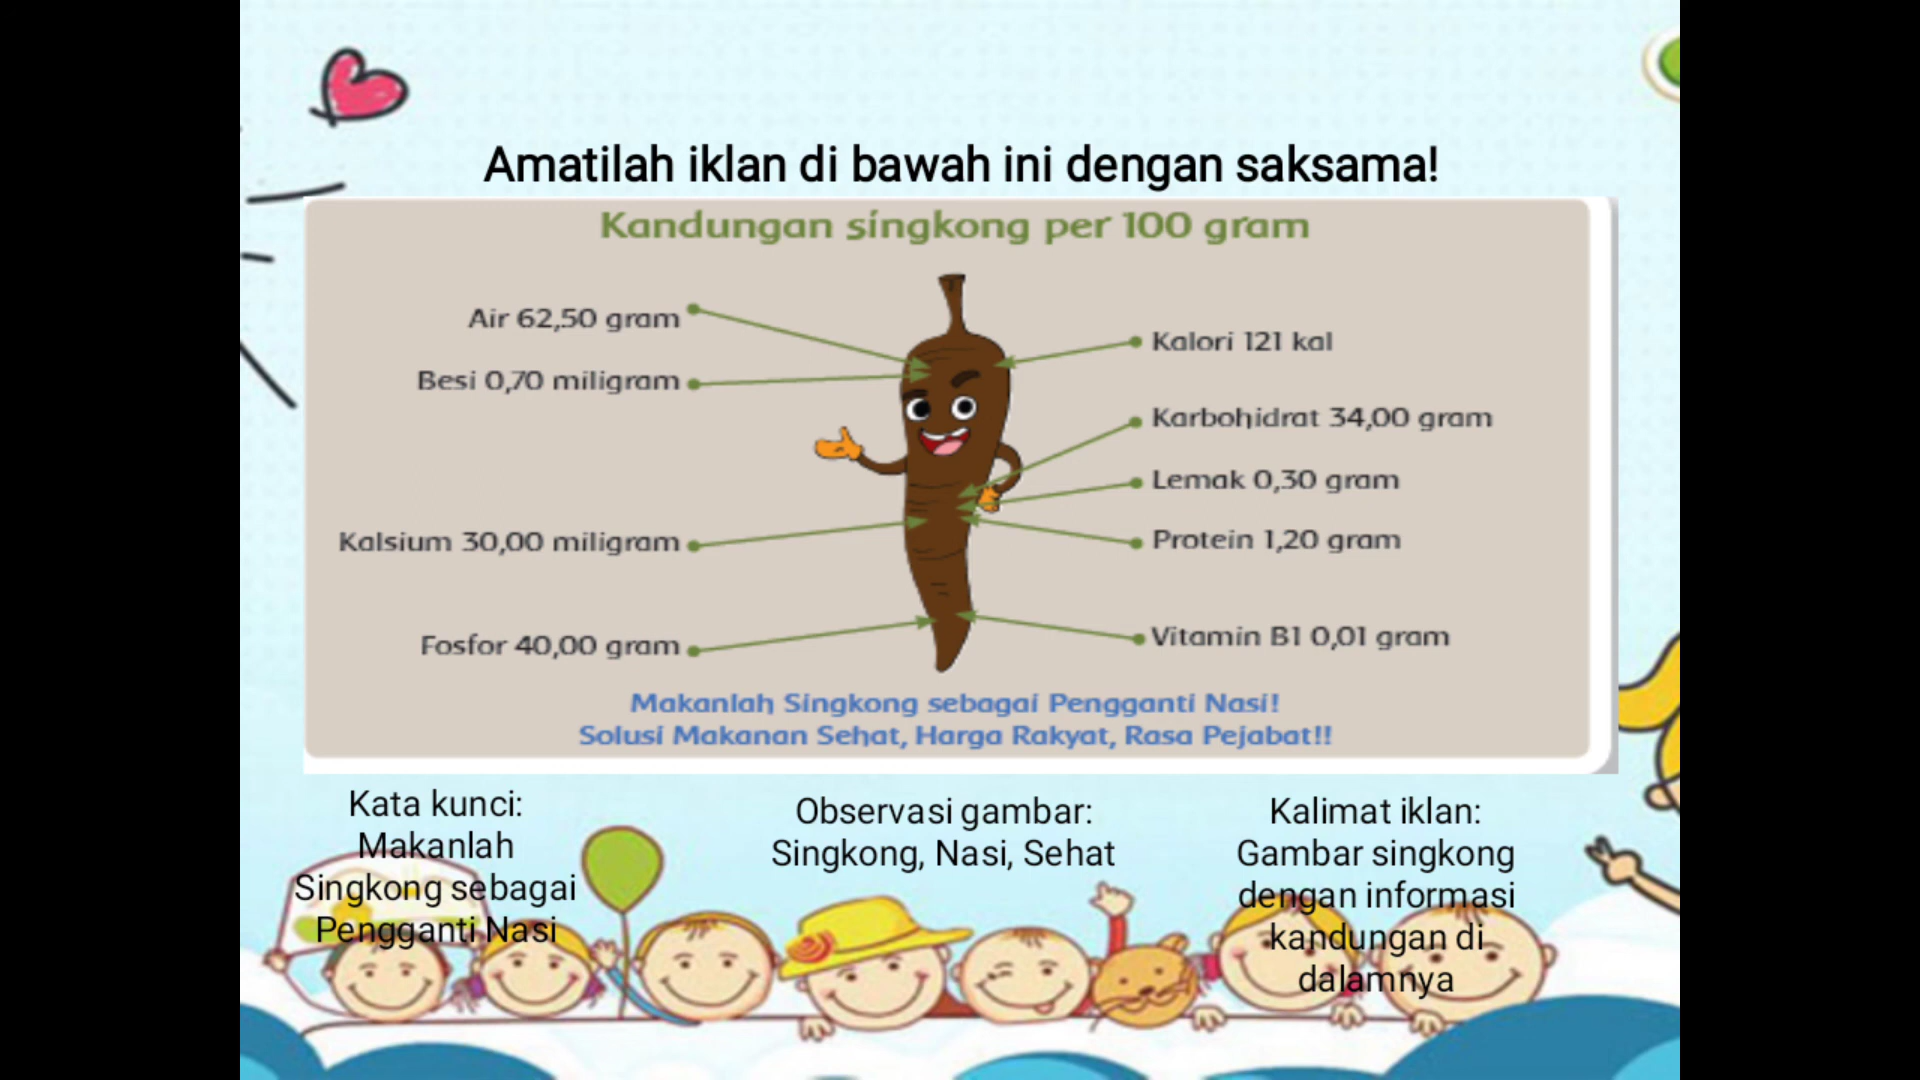 Amatilah iklan di bawah ini dengan saksama!
Kandungan singkong per 100 gram
Air 62,50 gram
Besi 0,70 miligram
Kalsium 30,00 miligram
Fosfor 40,00 gram
Kalori 121 kal
Karbohidrat 34,00 gram
Lemak 0,30 gram
Protein 1,20 gram
Vitamin B1 0,01 gram
Makanlah Singkong sebagai Pengganti Nasi!
Solusi Makanan Sehat, Harga Rakyat, Rasa Pejabat!!
Kata kunci:
Makanlah
Singkong sebagai
Pengganti Nasi
Observasi gambar:
Singkong, Nasi, Sehat
Kalimat iklan:
Gambar singkong
dengan informasi
kandungan di
dalamnya